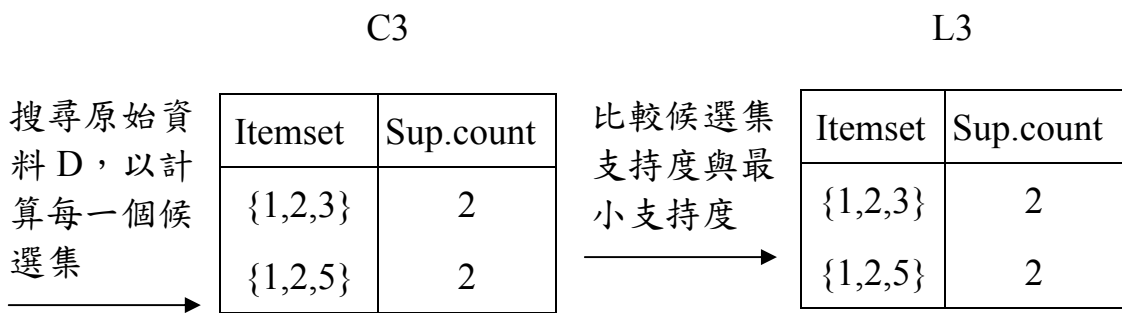 C3
L3
搜尋原始資
料 D，以計
算每一個候
選集
Itemset Sup.count
{1,2,3} 2
{1,2,5} 2
比較候選集
支持度與最
小支持度
Itemset Sup.count
{1,2,3} 2
{1,2,5} 2